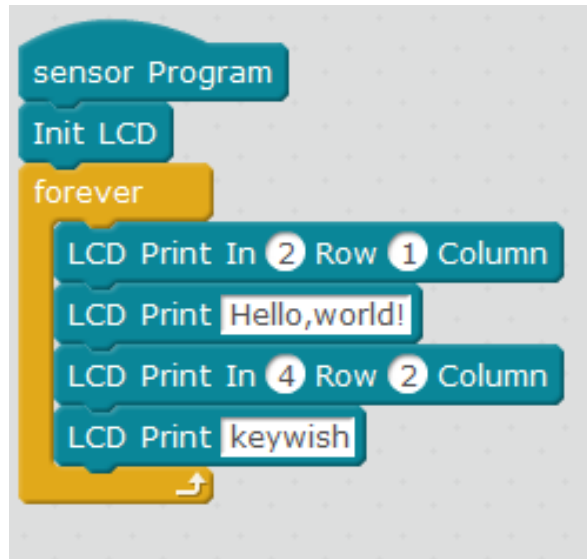 sensor Program
Init LCD
forever
LCD Print In 2 Row 1 Column
LCD Print Hello,world!
LCD Print In 4 Row 2 Column
LCD Print keywish